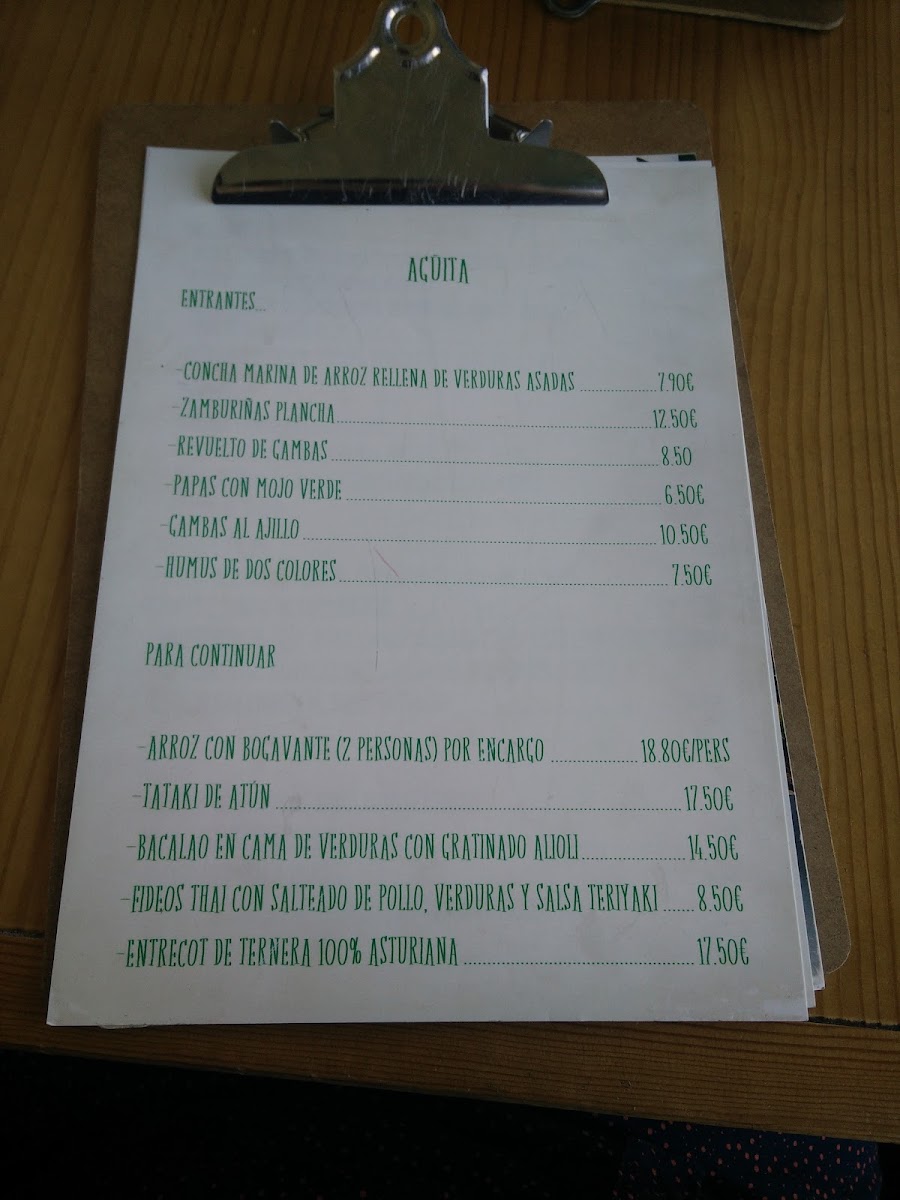 AGÜITA
ENTRANTES...
-CONCHA MARINA DE ARROZ RELLENA DE VERDURAS ASADAS ............... 7.90€
-ZAMBURIÑAS PLANCHA ............... 12.50€
-REVUELTO DE GAMBAS ............... 8.50
-PAPAS CON MOJO VERDE ............... 6.50€
-GAMBAS AL AJILLO ............... 10.50€
-HUMUS DE DOS COLORES ............... 7.50€
PARA CONTINUAR
-ARROZ CON BOGAVANTE (2 PERSONAS) POR ENCARGO ............... 18.80€/PERS
-TATAKI DE ATÚN ............... 17.50€
-BACALAO EN CAMA DE VERDURAS CON GRATINADO ALIOLI ............... 14.50€
-FIDEOS THAI CON SALTEADO DE POLLO, VERDURAS Y SALSA TERIYAKI ....... 8.50€
-ENTRECOT DE TERNERA 100% ASTURIANA ............... 17.50€